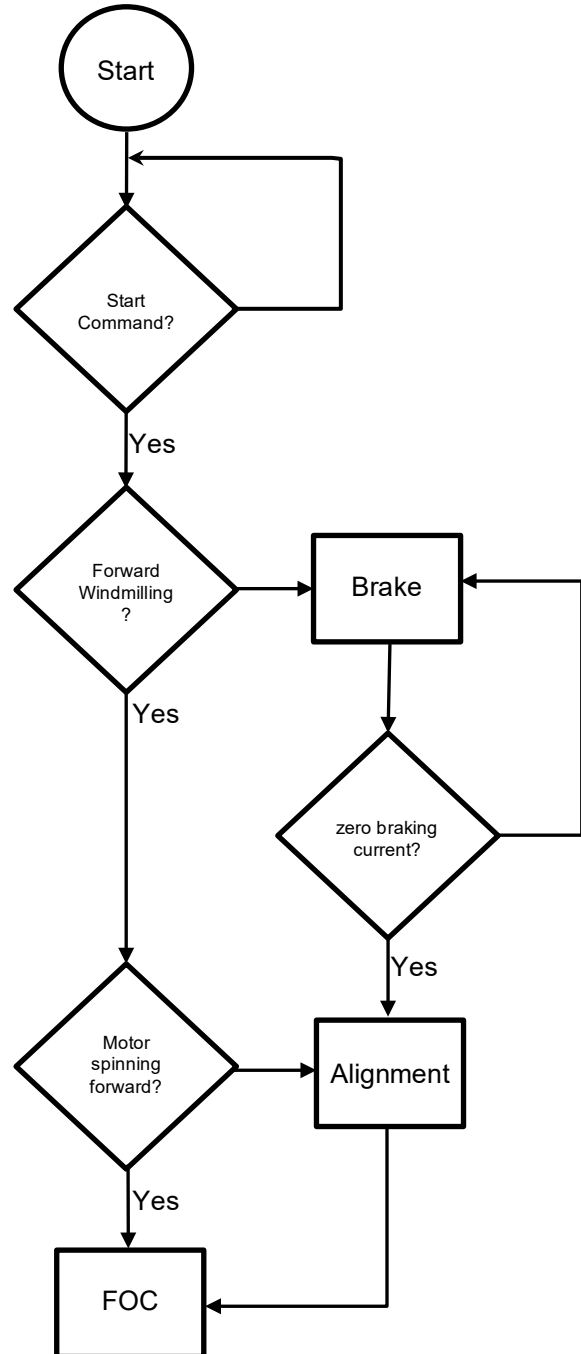 Start
Start
Command?
Yes
Forward
Windmilling
?
Brake
Yes
zero braking
current?
Yes
Motor
spinning
forward?
Alignment
Yes
FOC